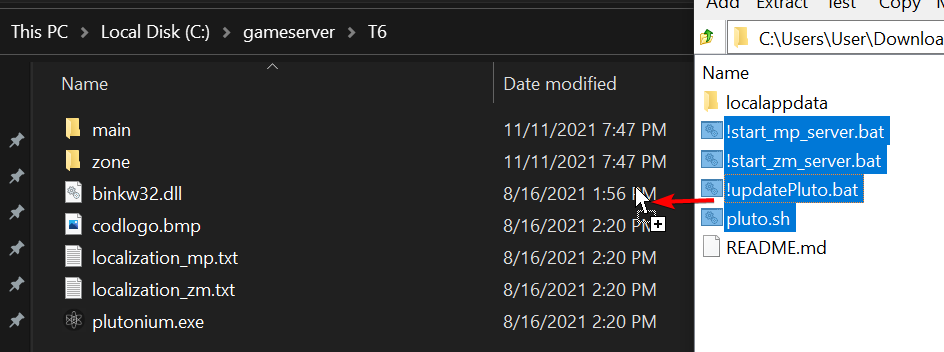 Add Extract Test Copy Mo
This PC > Local Disk (C:) > gameserver > T6
C:\Users\User\Downloa
Name Date modified
main 11/11/2021 7:47 PM
zone 11/11/2021 7:47 PM
binkw32.dll 8/16/2021 1:56 PM
codlogo.bmp 8/16/2021 2:20 PM
localization_mp.txt 8/16/2021 2:20 PM
localization_zm.txt 8/16/2021 2:20 PM
plutonium.exe 8/16/2021 2:20 PM
Name
localappdata
!start_mp_server.bat
!start_zm_server.bat
!updatePluto.bat
pluto.sh
README.md